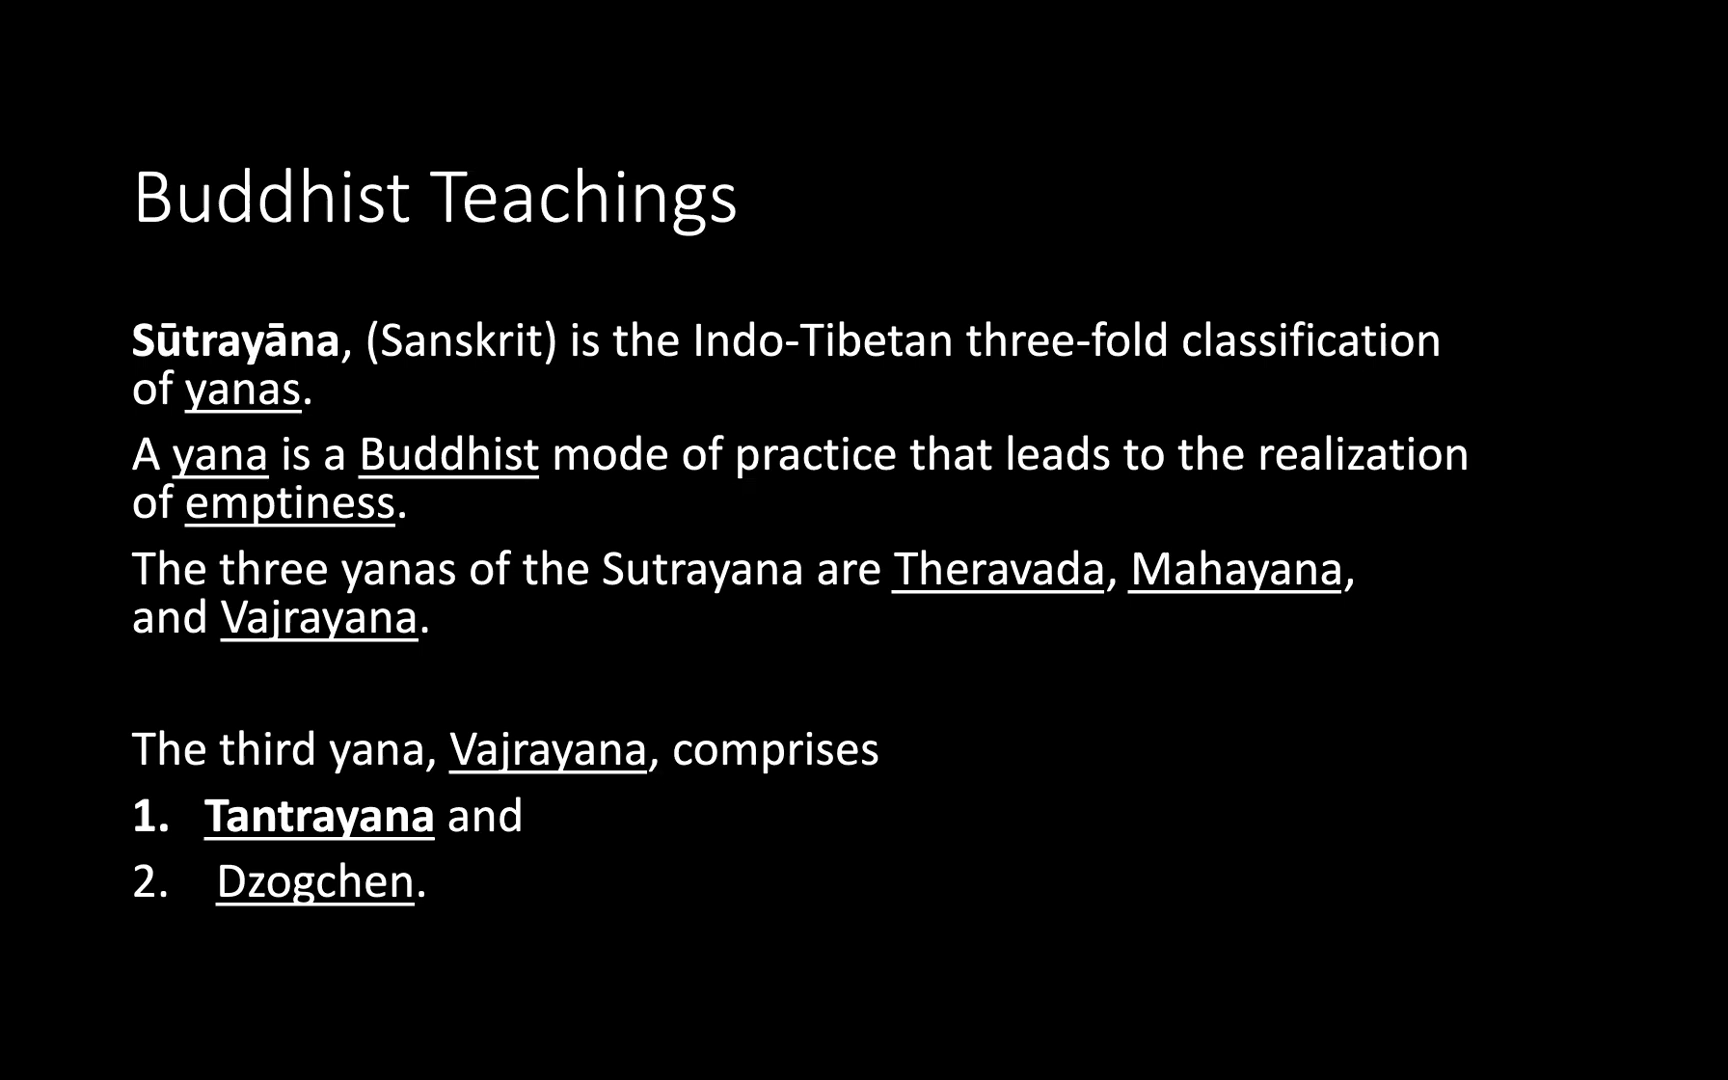 Buddhist Teachings
Sūtrayāna, (Sanskrit) is the Indo-Tibetan three-fold classification
of yanas.
A yana is a Buddhist mode of practice that leads to the realization
of emptiness.
The three yanas of the Sutrayana are Theravada, Mahayana,
and Vajrayana.
The third yana, Vajrayana, comprises
1. Tantrayana and
2. Dzogchen.